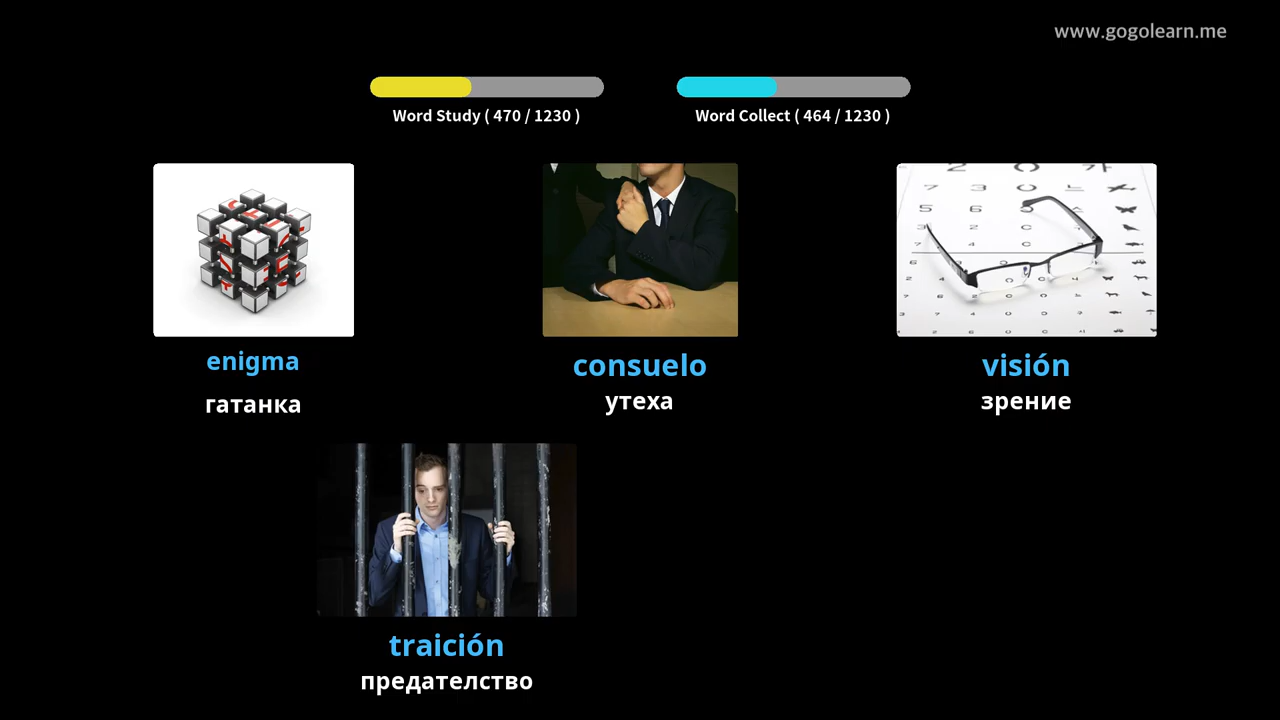 www.gogolearn.me
Word Study ( 470 / 1230 )
Word Collect ( 464 / 1230 )
enigma
гатанка
consuelo
утеха
visión
зрение
traición
предателство